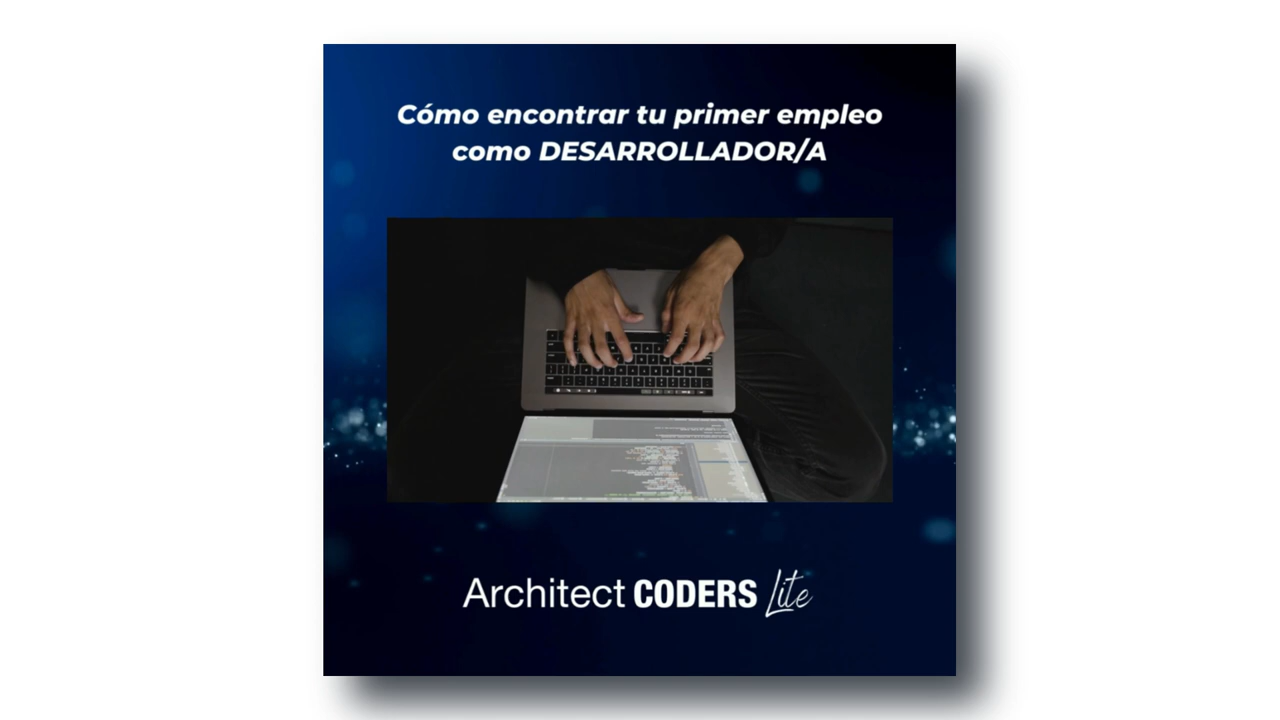 Cómo encontrar tu primer empleo
como DESARROLLADOR/A
Architect CODERS Lite